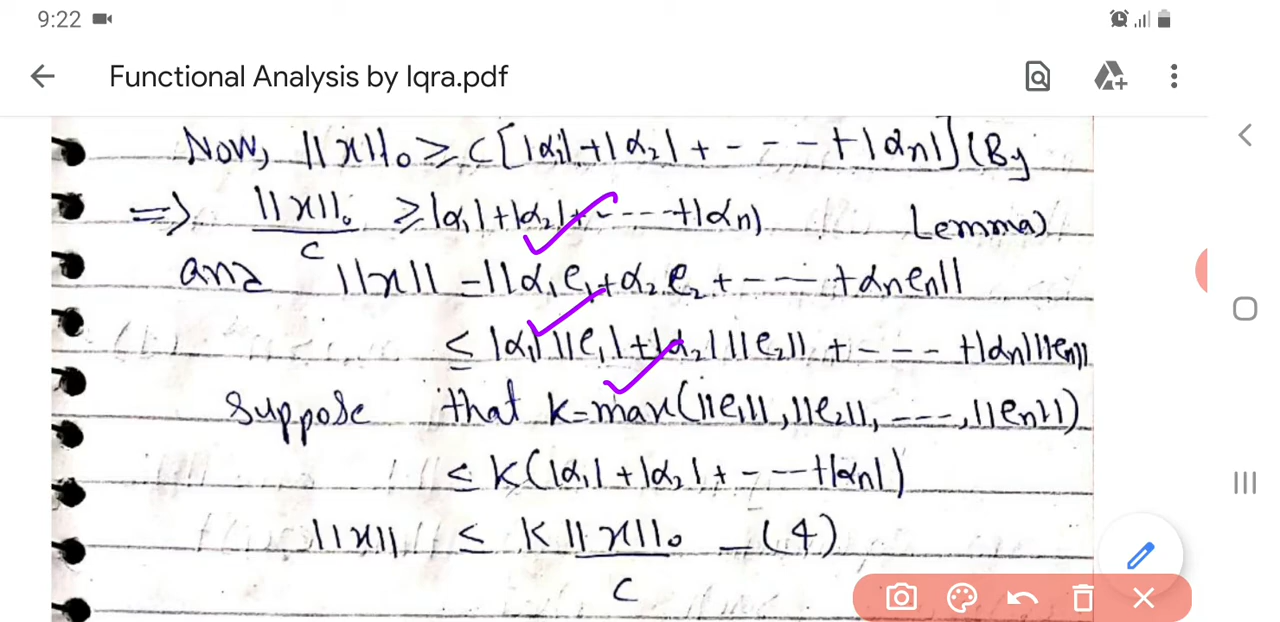 9:22
Functional Analysis by Iqra.pdf
Now, ||x||₀ ≥ C[|α₁|+|α₂|+----+|αn|] (By
=> ||x||₀/C ≥ |α₁|+|α₂|+----+|αn| Lemma)
and ||x|| = ||α₁e₁+α₂e₂+----+αnen||
≤ |α₁|||e₁|+|α₂|||e₂||+---+|αn|||en||
Suppose that K=max(||e₁||,||e₂||,---,||en||)
≤ K(|α₁|+|α₂|+---+|αn|)
||x|| ≤ K||x||₀/C —(4)